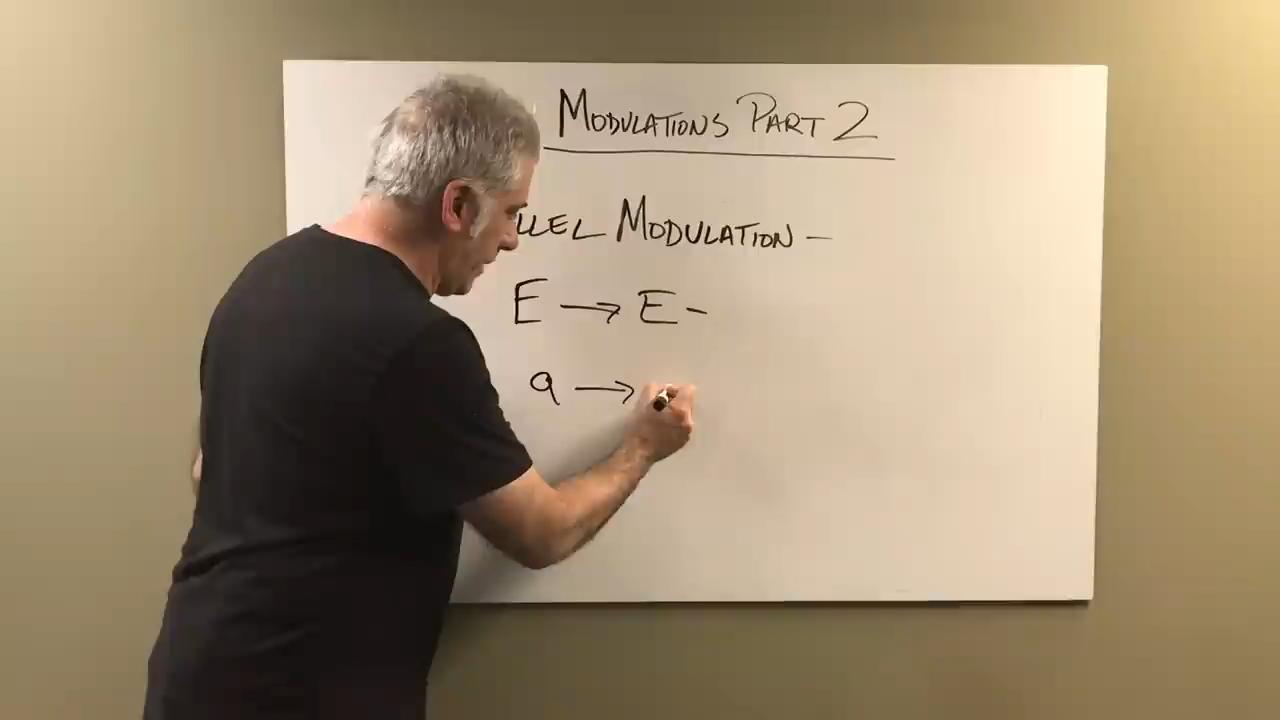 MODULATIONS PART 2
LLEL MODULATION –
E → E-
a →